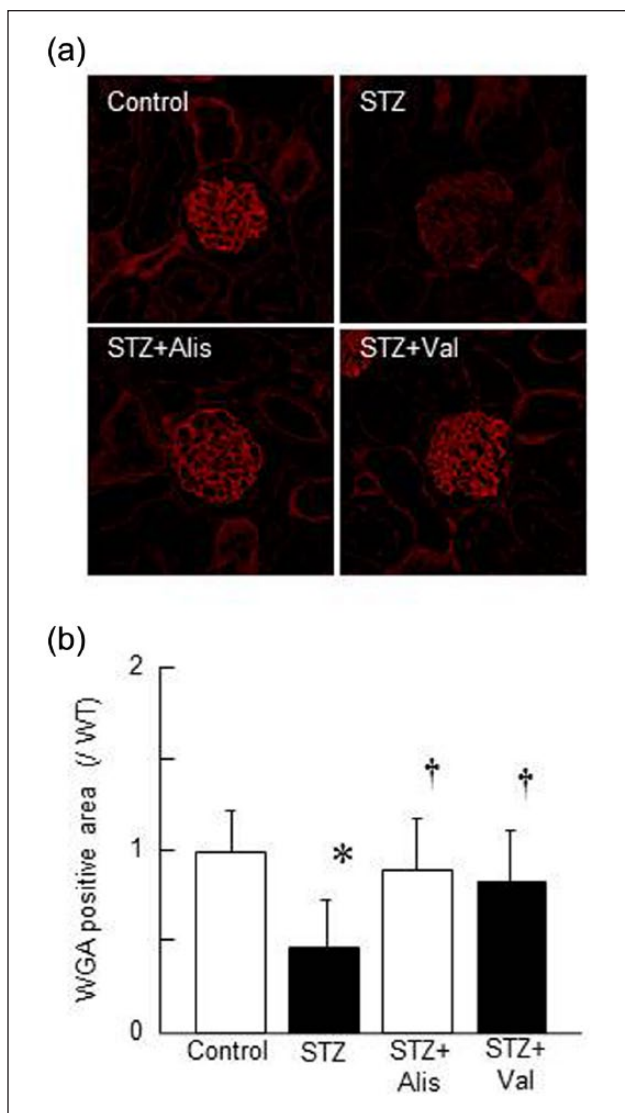 (a)
Control
STZ
STZ+Alis
STZ+Val
(b)
WGA positive area (/ WT)
2
1
0
*
†
†
Control
STZ
STZ+
Alis
STZ+
Val